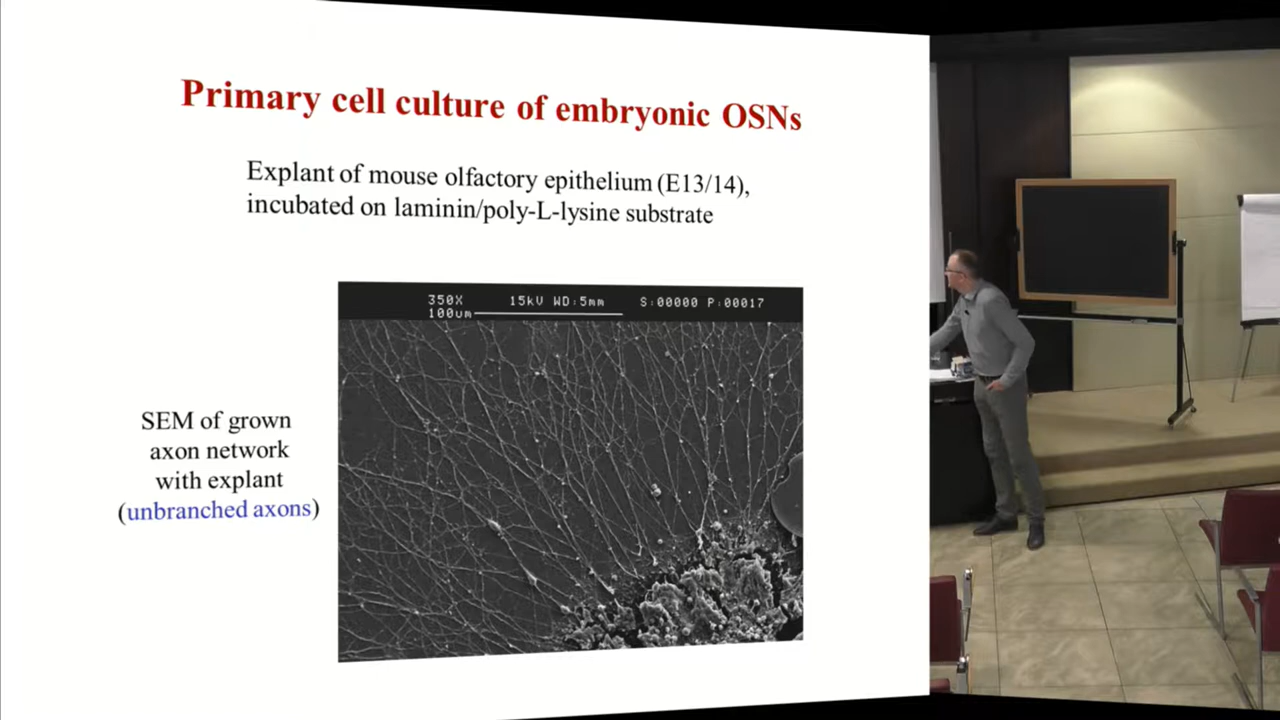 Primary cell culture of embryonic OSNs
Explant of mouse olfactory epithelium (E13/14),
incubated on laminin/poly-L-lysine substrate
350X 15kV WD:5mm S:00000 P:00017
100um
SEM of grown
axon network
with explant
(unbranched axons)